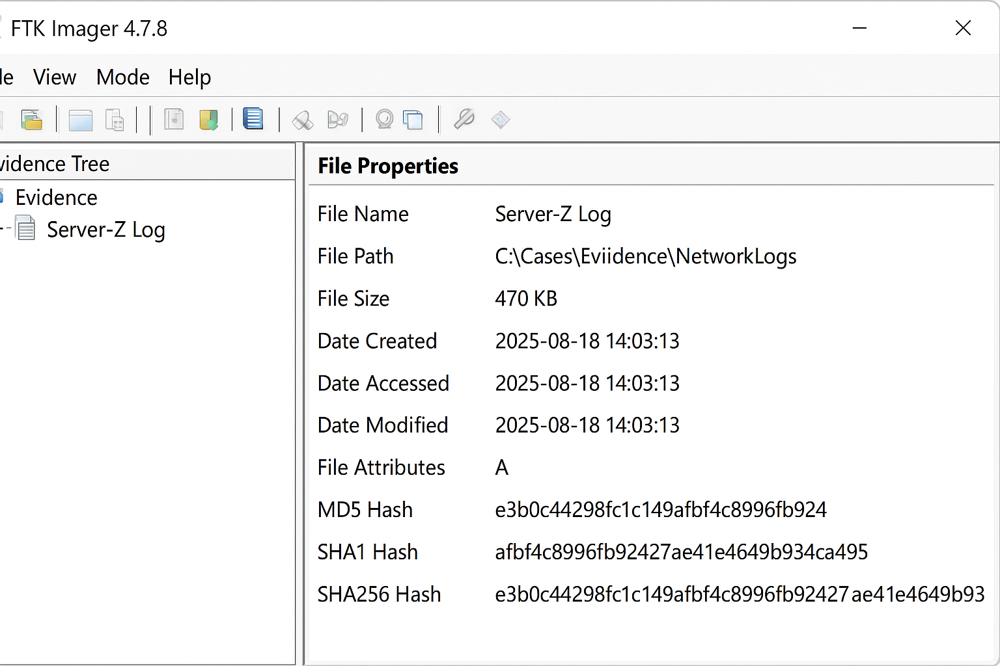 FTK Imager 4.7.8
le View Mode Help
vidence Tree
Evidence
Server-Z Log
File Properties
File Name Server-Z Log
File Path C:\Cases\Eviidence\NetworkLogs
File Size 470 KB
Date Created 2025-08-18 14:03:13
Date Accessed 2025-08-18 14:03:13
Date Modified 2025-08-18 14:03:13
File Attributes A
MD5 Hash e3b0c44298fc1c149afbf4c8996fb924
SHA1 Hash afbf4c8996fb92427ae41e4649b934ca495
SHA256 Hash e3b0c44298fc1c149afbf4c8996fb92427ae41e4649b93